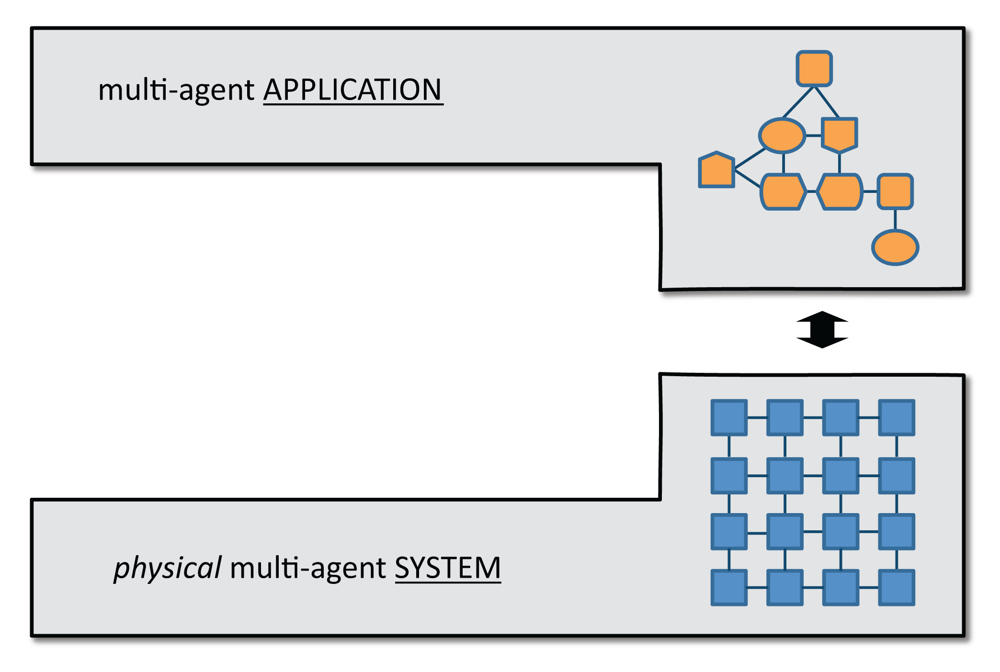 multi-agent APPLICATION
physical multi-agent SYSTEM